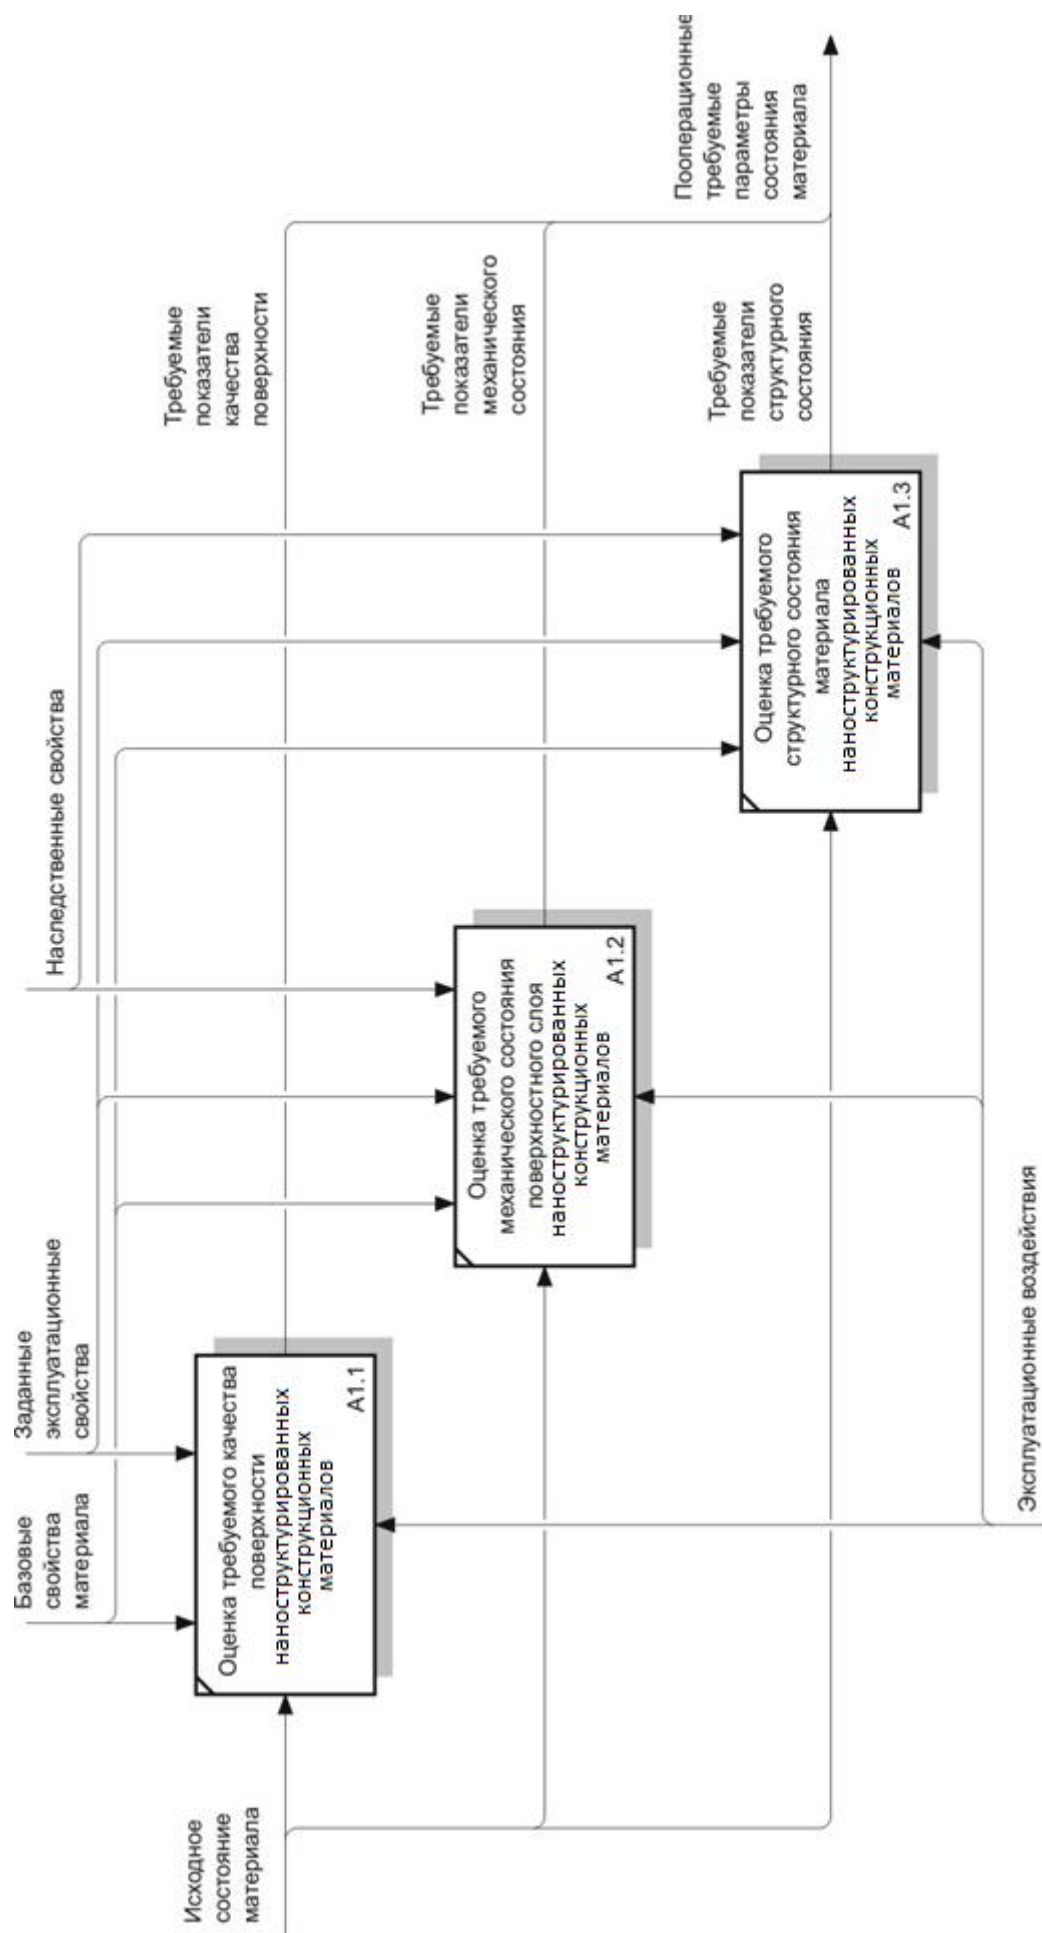 Базовые
свойства
материала
Заданные
эксплуатационные
свойства
Наследственные свойства
Исходное
состояние
материала
Оценка требуемого качества
поверхности
наноструктурированных
конструкционных
материалов
А1.1
Оценка требуемого
механического состояния
поверхностного слоя
наноструктурированных
конструкционных
материалов
А1.2
Оценка требуемого
структурного состояния
материала
наноструктурированных
конструкционных
материалов
А1.3
Требуемые
показатели
качества
поверхности
Требуемые
показатели
механического
состояния
Требуемые
показатели
структурного
состояния
Пооперационные
требуемые
параметры
состояния
материала
Эксплуатационные воздействия